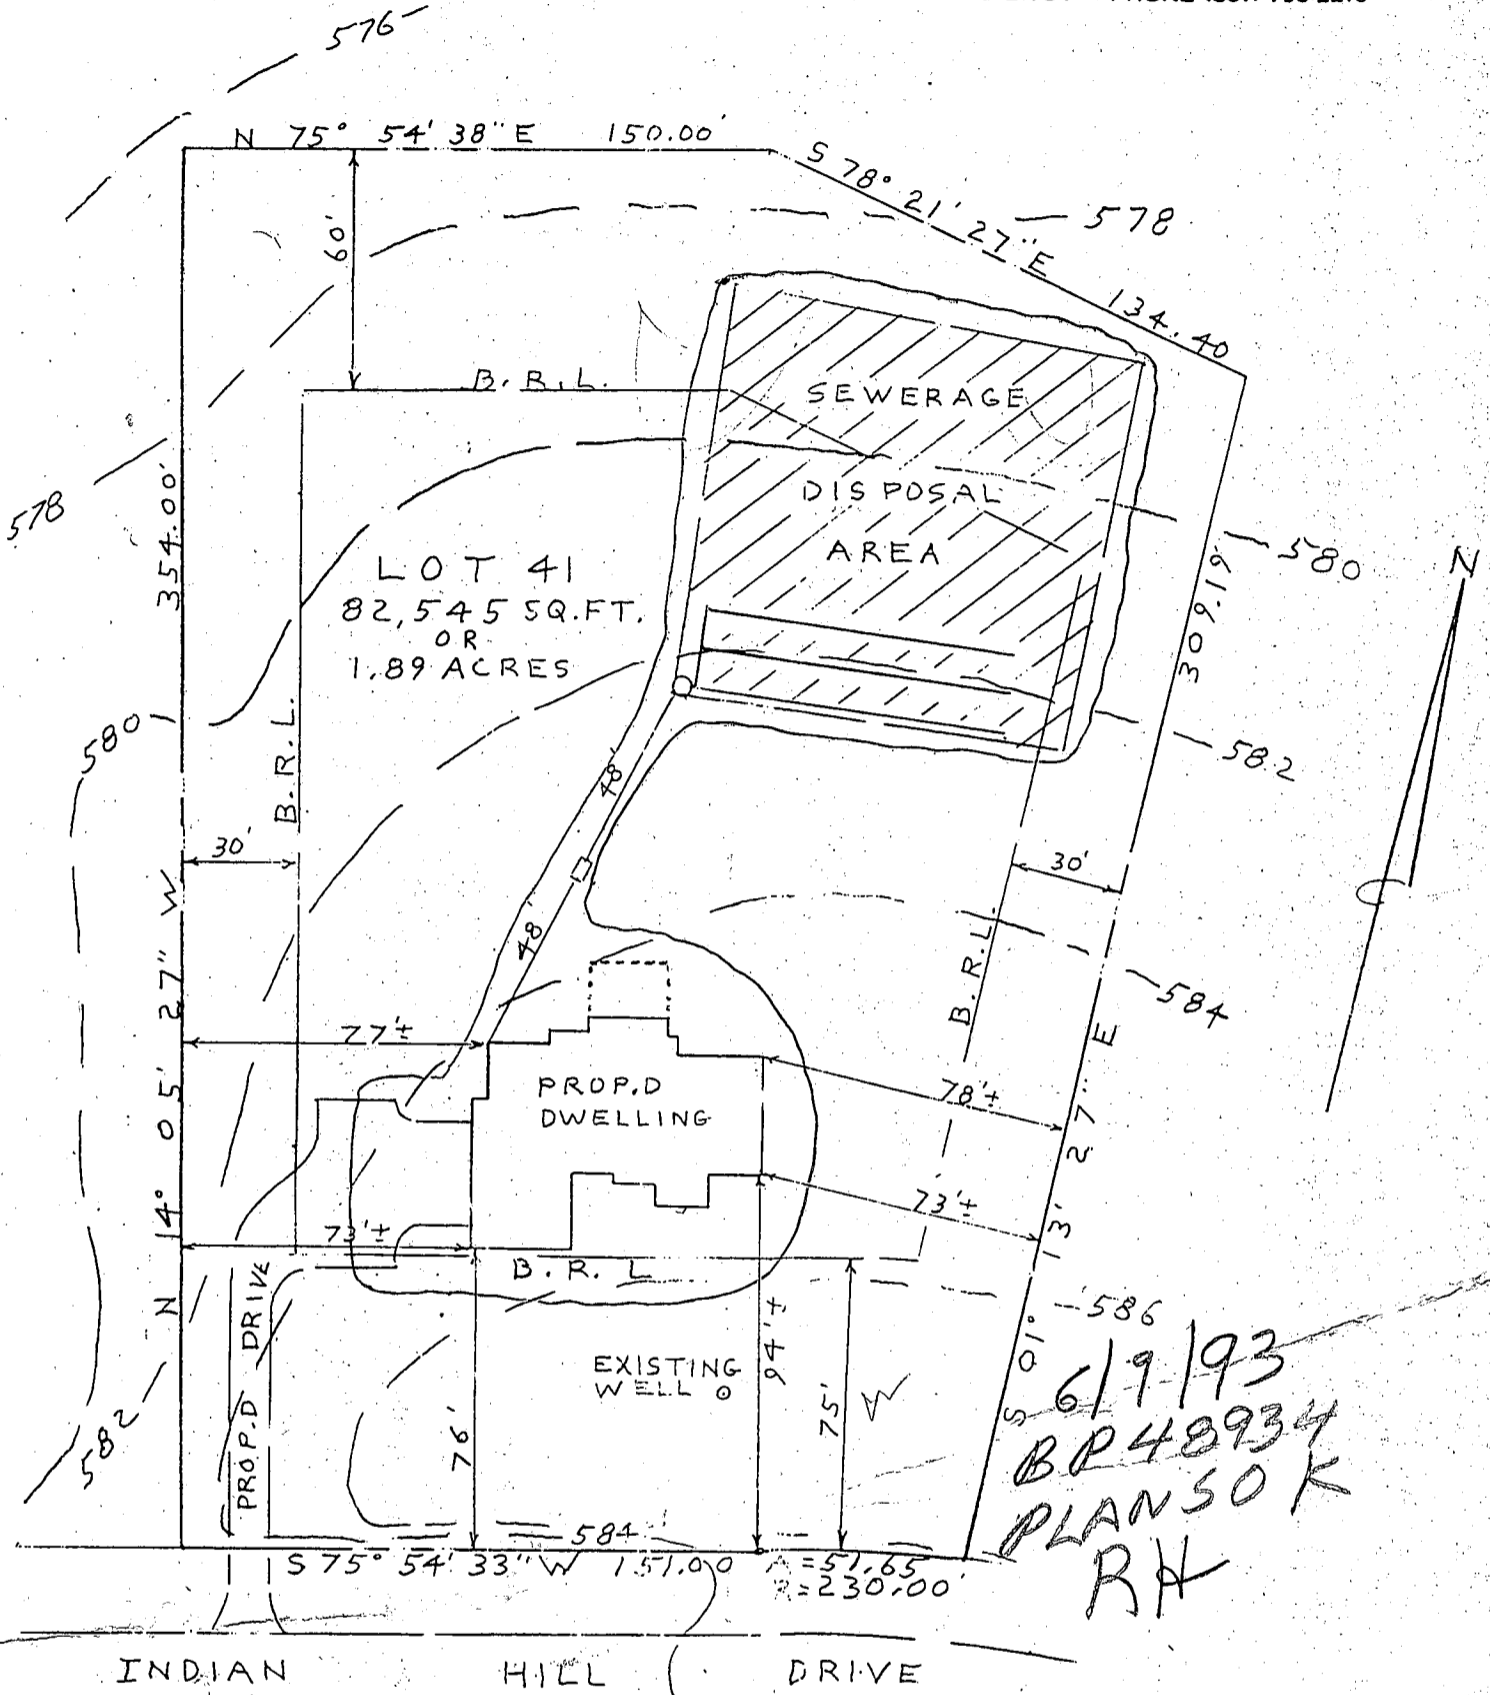 576
N 75° 54' 38" E 150.00'
S 78° 21' 27" E 134.40
578
60'
B.R.L.
SEWERAGE
DISPOSAL
AREA
578
354.00'
LOT 41
82,545 SQ.FT.
OR
1.89 ACRES
580
N
309.19'
580
B.R.L.
582
48'
30'
30'
48'
B.R.L.
584
77'±
PROP.D
DWELLING
78'±
73'±
73'±
N 14° 05' 27" W
S 01° 13' 27" E
B.R.L
586
PROP.D DRIVE
EXISTING
WELL
94'±
75'
76'
W
582
6/9/93
BP48934
PLANS OK
RH
584
S 75° 54' 33" W 151.00
A=51.65
R=230.00'
INDIAN HILL DRIVE